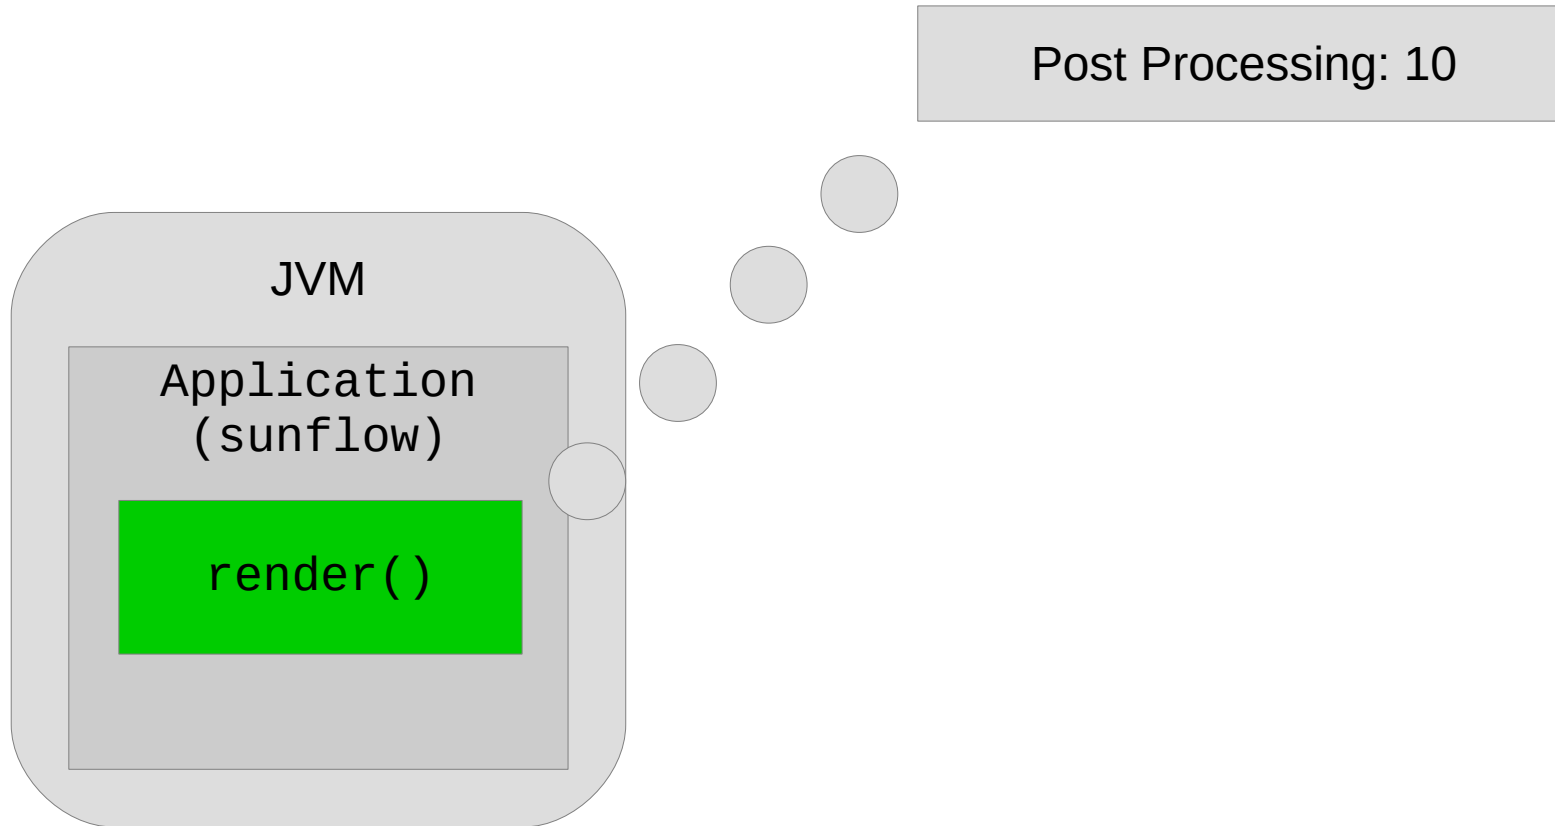 Post Processing: 10
JVM
Application
(sunflow)
render()